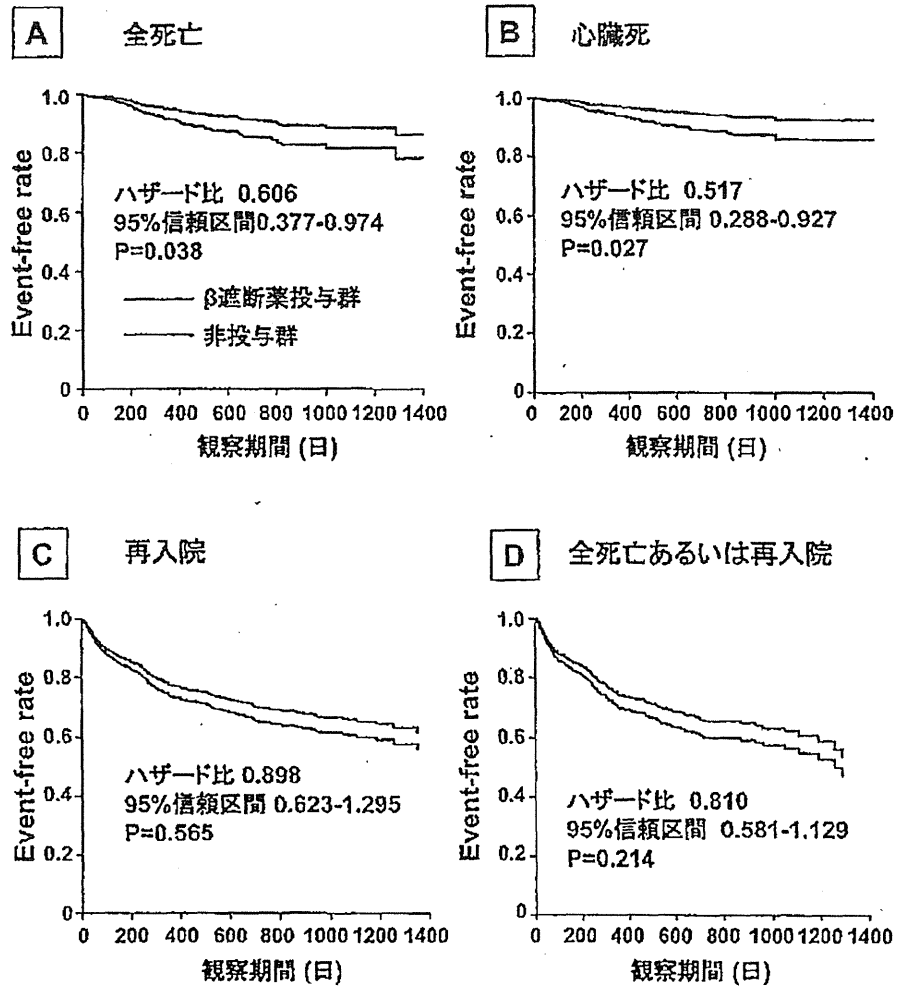 A 全死亡
1.0
0.8
0.6
0.4
0.2
0
Event-free rate
ハザード比 0.606
95%信頼区間0.377-0.974
P=0.038
β遮断薬投与群
非投与群
0 200 400 600 800 1000 1200 1400
観察期間 (日)
B 心臓死
1.0
0.8
0.6
0.4
0.2
0
Event-free rate
ハザード比 0.517
95%信頼区間 0.288-0.927
P=0.027
0 200 400 600 800 1000 1200 1400
観察期間 (日)
C 再入院
1.0
0.8
0.6
0.4
0.2
0
Event-free rate
ハザード比 0.898
95%信頼区間 0.623-1.295
P=0.565
0 200 400 600 800 1000 1200 1400
観察期間 (日)
D 全死亡あるいは再入院
1.0
0.8
0.6
0.4
0.2
0
Event-free rate
ハザード比 0.810
95%信頼区間 0.581-1.129
P=0.214
0 200 400 600 800 1000 1200 1400
観察期間 (日)